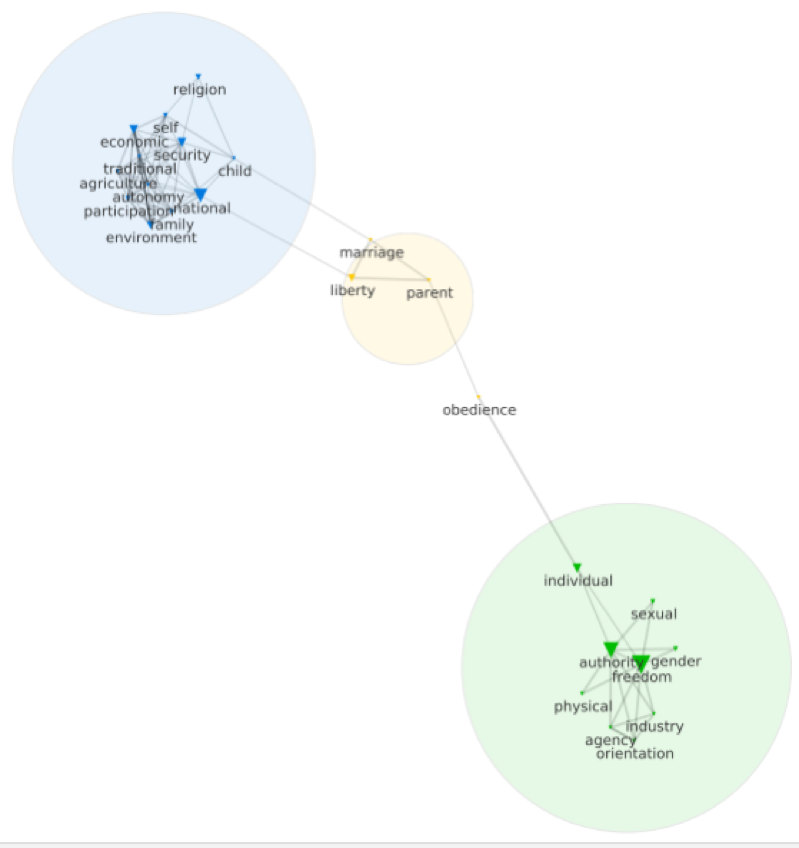 religion
self
economic
security
traditional
child
agriculture
autonomy
participation
national
family
environment
marriage
liberty
parent
obedience
individual
sexual
authority
gender
freedom
physical
industry
agency
orientation